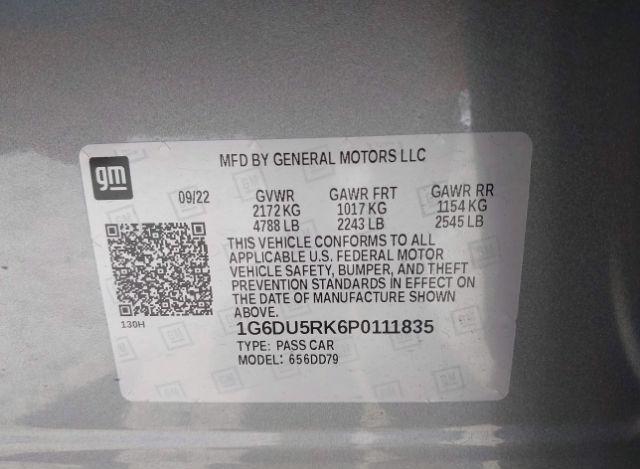 gm
MFD BY GENERAL MOTORS LLC
09/22 GVWR GAWR FRT GAWR RR
2172 KG 1017 KG 1154 KG
4788 LB 2243 LB 2545 LB
THIS VEHICLE CONFORMS TO ALL
APPLICABLE U.S. FEDERAL MOTOR
VEHICLE SAFETY, BUMPER, AND THEFT
PREVENTION STANDARDS IN EFFECT ON
THE DATE OF MANUFACTURE SHOWN
ABOVE.
130H
1G6DU5RK6P0111835
TYPE: PASS CAR
MODEL: 656DD79